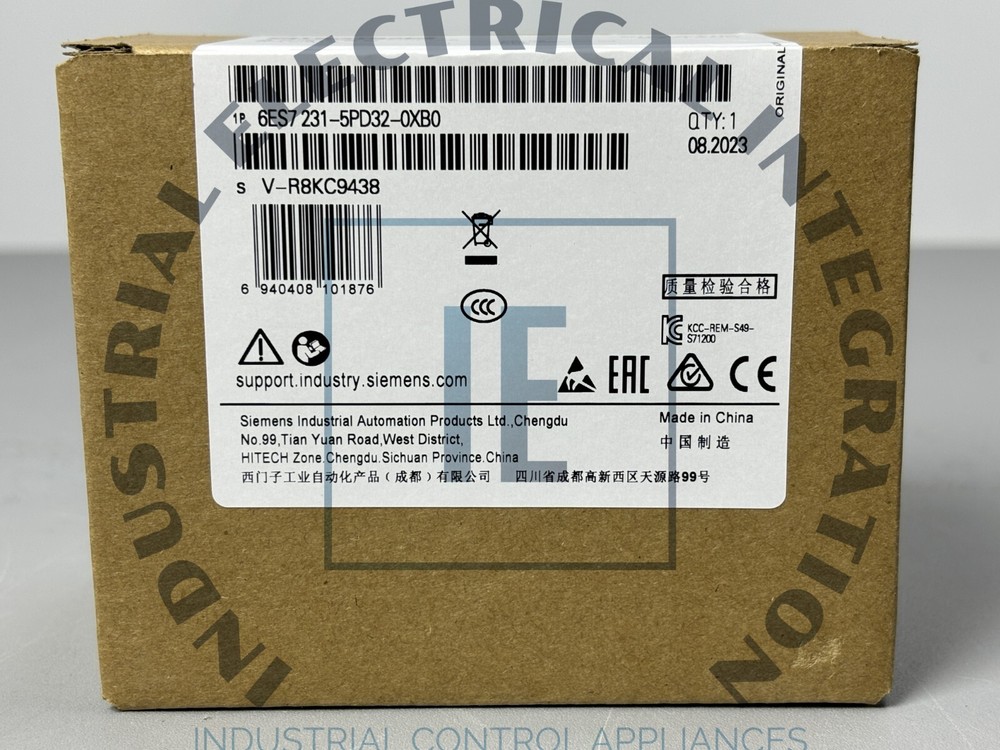 ORIGINAL
1P 6ES7 231-5PD32-0XB0
QTY: 1
08.2023
S V-R8KC9438
6 940408 101876
CCC
质量检验合格
KCC-REM-S49-
S71200
support.industry.siemens.com
EAC
CE
Siemens Industrial Automation Products Ltd.,Chengdu
No.99,Tian Yuan Road,West District,
HITECH Zone.Chengdu.Sichuan Province.China
Made in China
中国制造
西门子工业自动化产品（成都）有限公司 四川省成都高新西区天源路99号
INDUSTRIAL ELECTRICAL INTEGRATION
IE
INDUSTRIAL CONTROL APPLIANCES